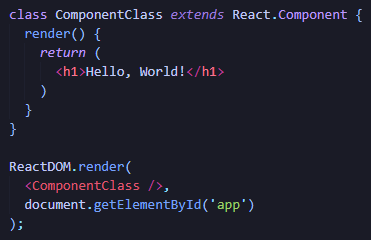 class ComponentClass extends React.Component {
  render() {
    return (
      <h1>Hello, World!</h1>
    )
  }
}

ReactDOM.render(
  <ComponentClass />,
  document.getElementById('app')
);